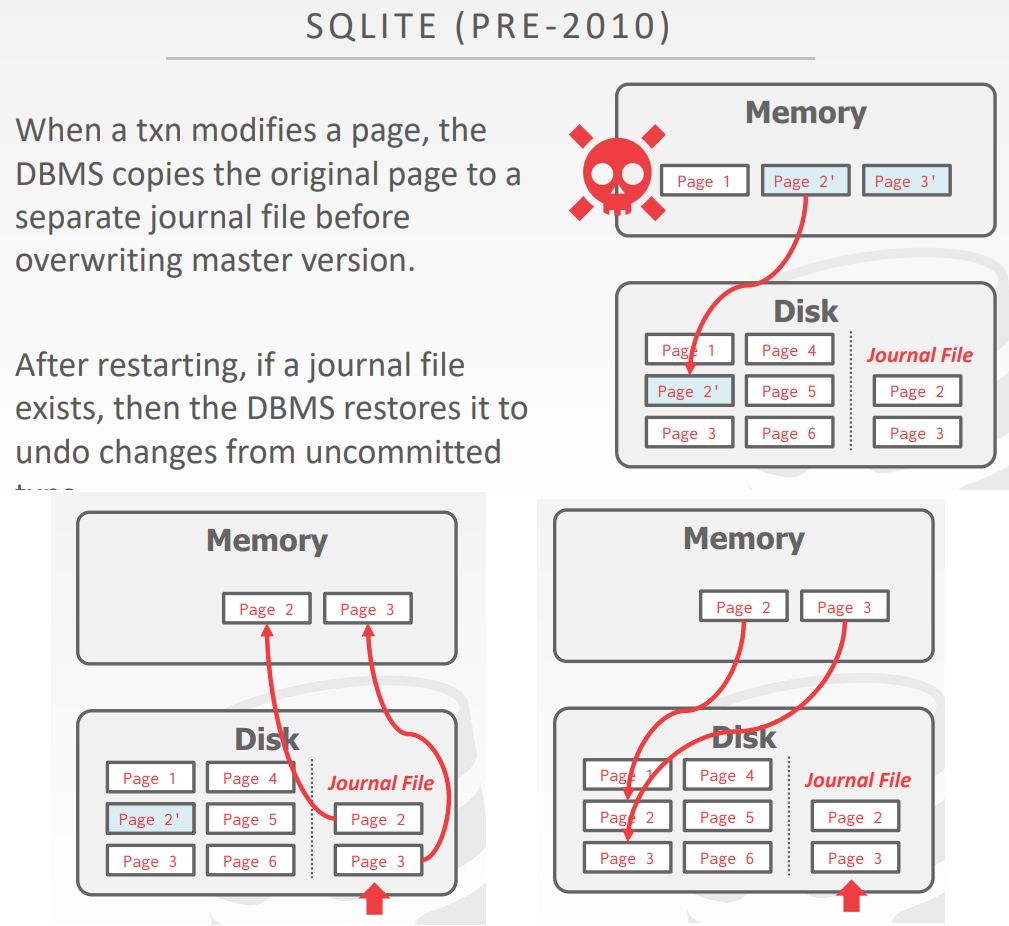 SQLITE (PRE-2010)
When a txn modifies a page, the
DBMS copies the original page to a
separate journal file before
overwriting master version.
After restarting, if a journal file
exists, then the DBMS restores it to
undo changes from uncommitted
Memory
Page 1 Page 2' Page 3'
Disk
Page 1 Page 4
Journal File
Page 2' Page 5 Page 2
Page 3 Page 6 Page 3
Memory
Page 2 Page 3
Disk
Page 1 Page 4
Journal File
Page 2' Page 5 Page 2
Page 3 Page 6 Page 3
Memory
Page 2 Page 3
Disk
Page 1 Page 4
Journal File
Page 2 Page 5 Page 2
Page 3 Page 6 Page 3